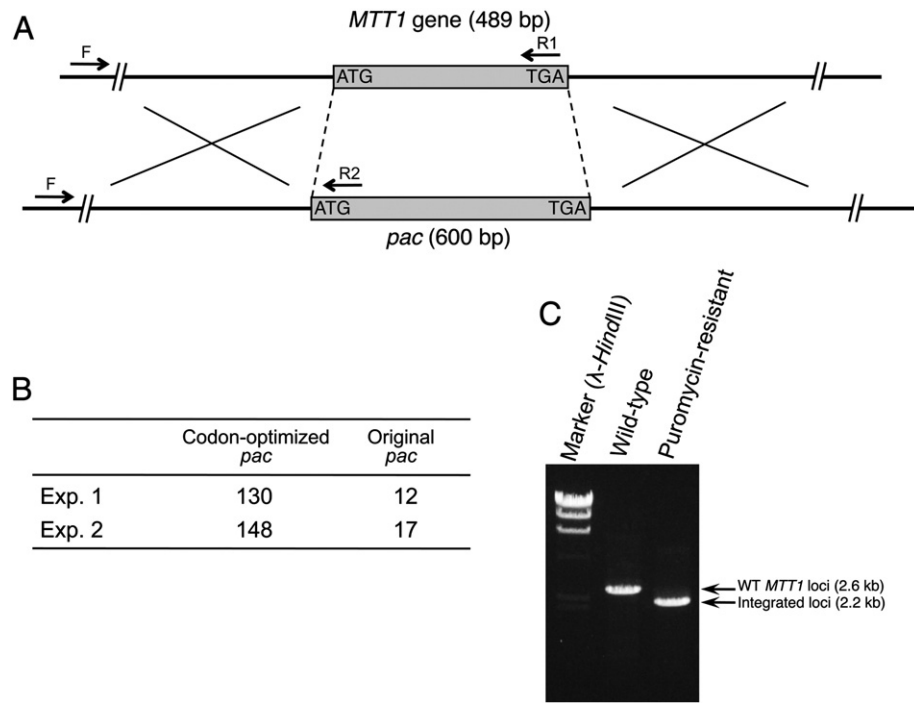 A
MTT1 gene (489 bp)
F
R1
ATG
TGA
F
R2
ATG
TGA
pac (600 bp)
B
Codon-optimized pac
Original pac
Exp. 1 130 12
Exp. 2 148 17
C
Marker (λ-HindIII)
Wild-type
Puromycin-resistant
WT MTT1 loci (2.6 kb)
Integrated loci (2.2 kb)